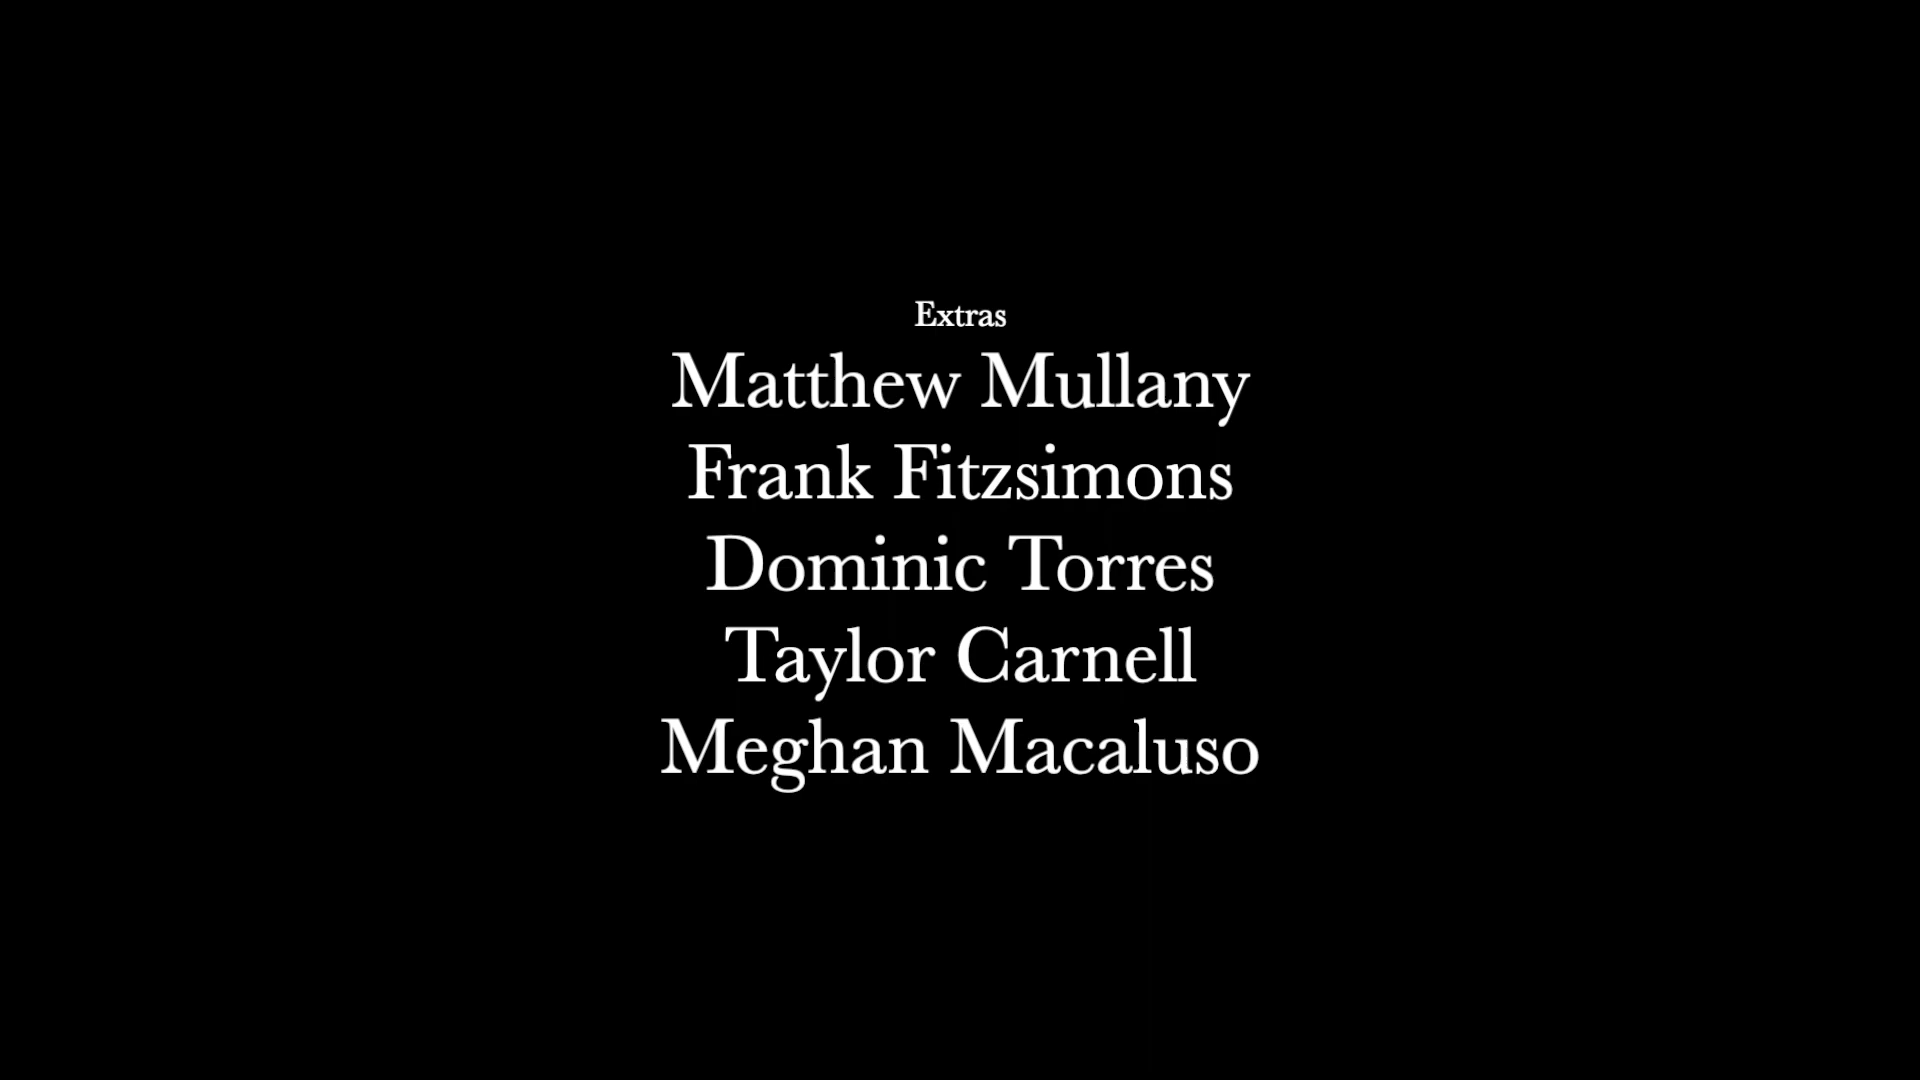 Extras
Matthew Mullany
Frank Fitzsimons
Dominic Torres
Taylor Carnell
Meghan Macaluso